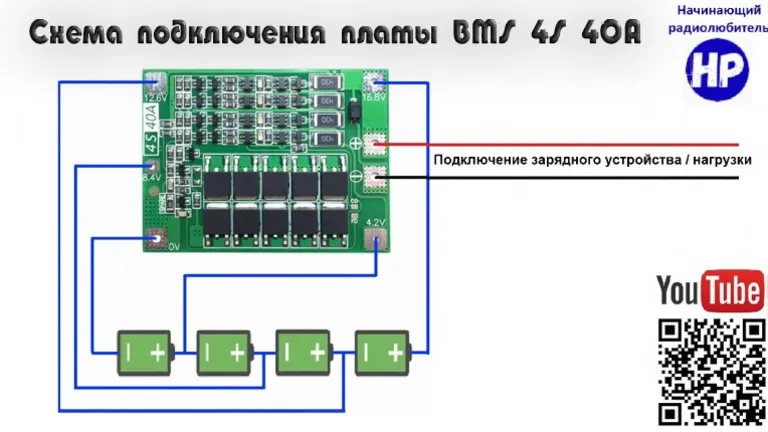 Схема подключения платы BMS 4S 40A
Начинающий
радиолюбитель
НР
12.6V
16.8V
4S 40A
8.4V
Подключение зарядного устройства / нагрузки
4.2V
0V
YouTube